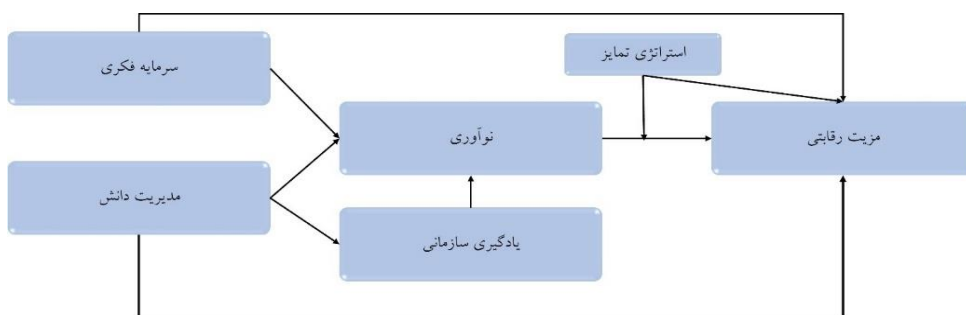 سرمایه فکری
استراتژی تمایز
نوآوری
مزیت رقابتی
مدیریت دانش
یادگیری سازمانی